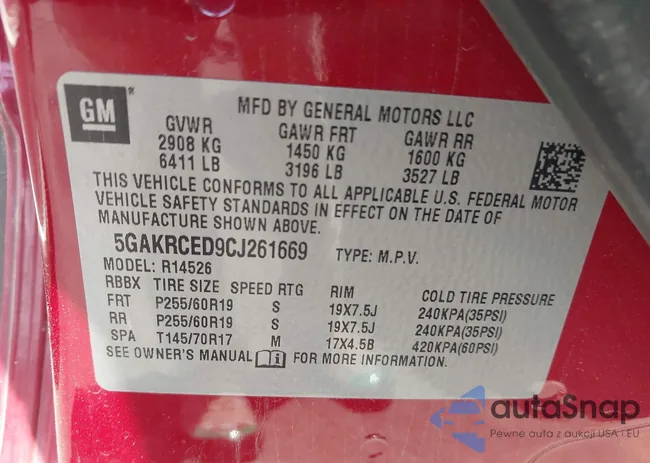 GM
MFD BY GENERAL MOTORS LLC
GVWR GAWR FRT GAWR RR
2908 KG 1450 KG 1600 KG
6411 LB 3196 LB 3527 LB
THIS VEHICLE CONFORMS TO ALL APPLICABLE U.S. FEDERAL MOTOR
VEHICLE SAFETY STANDARDS IN EFFECT ON THE DATE OF
MANUFACTURE SHOWN ABOVE.
5GAKRCED9CJ261669 TYPE: M.P.V.
MODEL: R14526
RBBX TIRE SIZE SPEED RTG RIM COLD TIRE PRESSURE
FRT P255/60R19 S 19X7.5J 240KPA(35PSI)
RR P255/60R19 S 19X7.5J 240KPA(35PSI)
SPA T145/70R17 M 17X4.5B 420KPA(60PSI)
SEE OWNER'S MANUAL FOR MORE INFORMATION.
autaSnap
Pewne auta z aukcji USA i EU